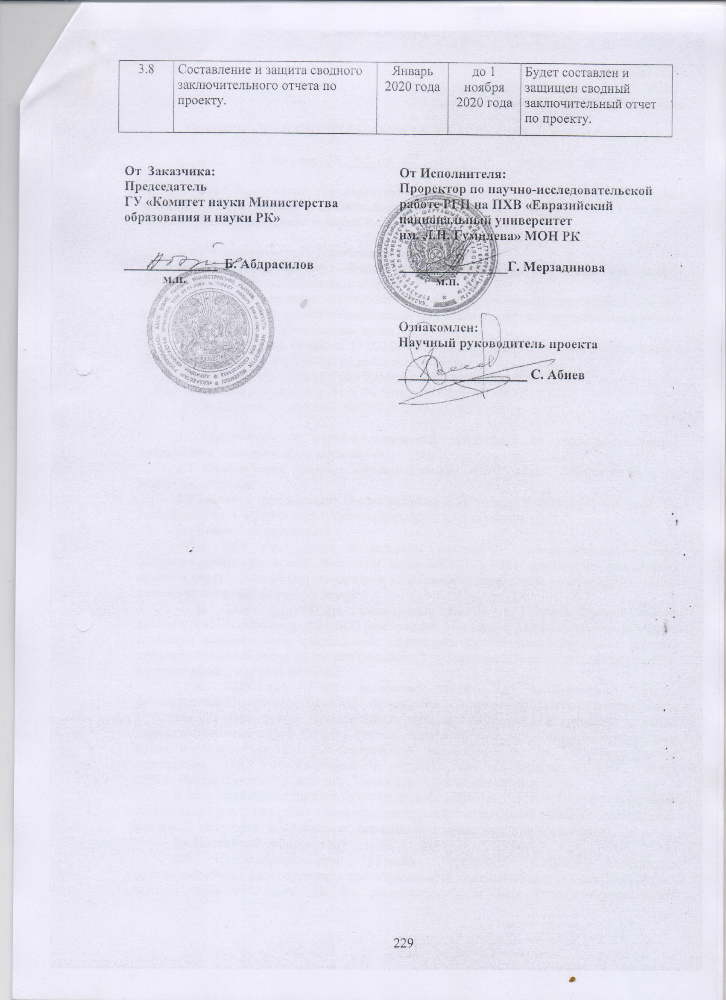 3.8
Составление и защита сводного
заключительного отчета по
проекту.
Январь
2020 года
до 1
ноября
2020 года
Будет составлен и
защищен сводный
заключительный отчет
по проекту.
От Заказчика:
Председатель
ГУ «Комитет науки Министерства
образования и науки РК»
Б. Абдрасилов
м.п.
От Исполнителя:
Проректор по научно-исследовательской
работе РГП на ПХВ «Евразийский
национальный университет
им. Л.Н. Гумилева» МОН РК
Г. Мерзадинова
м.п.
Ознакомлен:
Научный руководитель проекта
С. Абиев
229